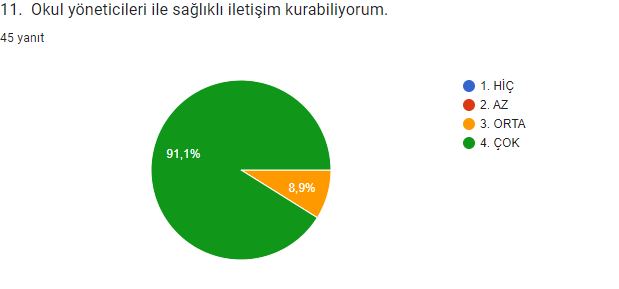 11. Okul yöneticileri ile sağlıklı iletişim kurabiliyorum.
45 yanıt
91,1%
8,9%
1. HİÇ
2. AZ
3. ORTA
4. ÇOK